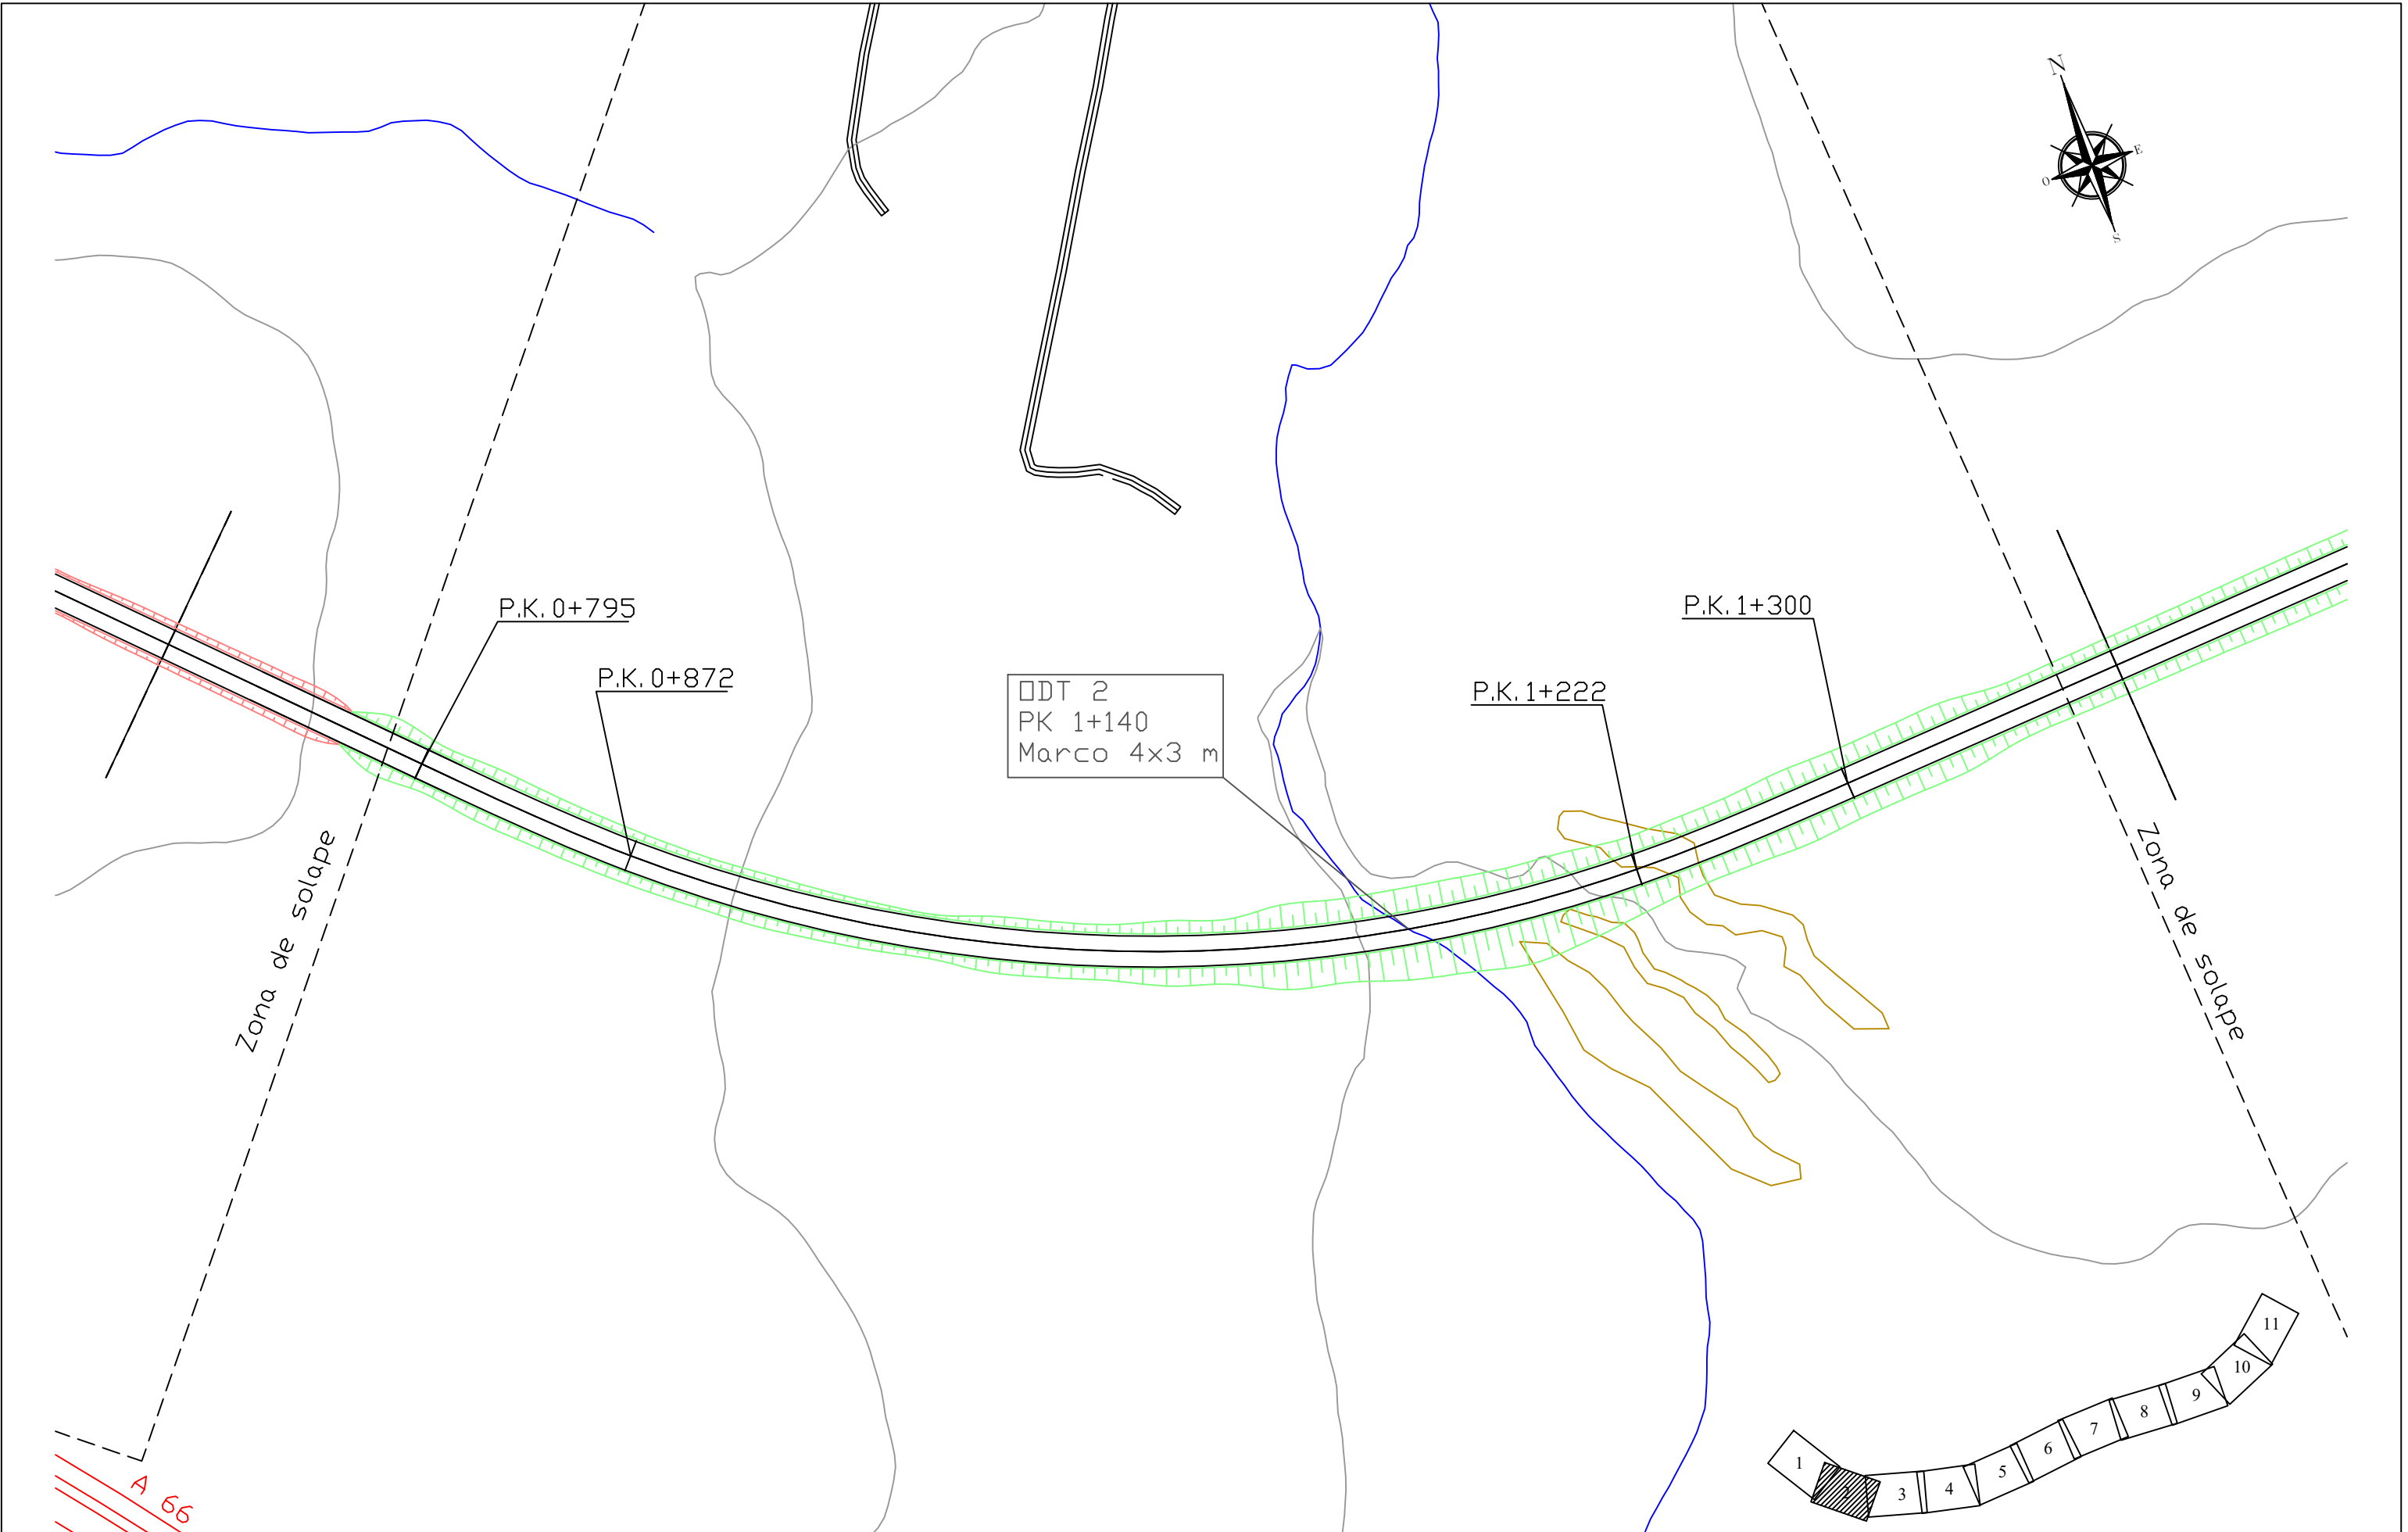 N
E
O
S
P.K. 0+795
P.K. 1+300
P.K. 0+872
ODT 2
PK 1+140
Marco 4x3 m
P.K. 1+222
Zona de solape
Zona de solape
A 66
1
2
3
4
5
6
7
8
9
10
11